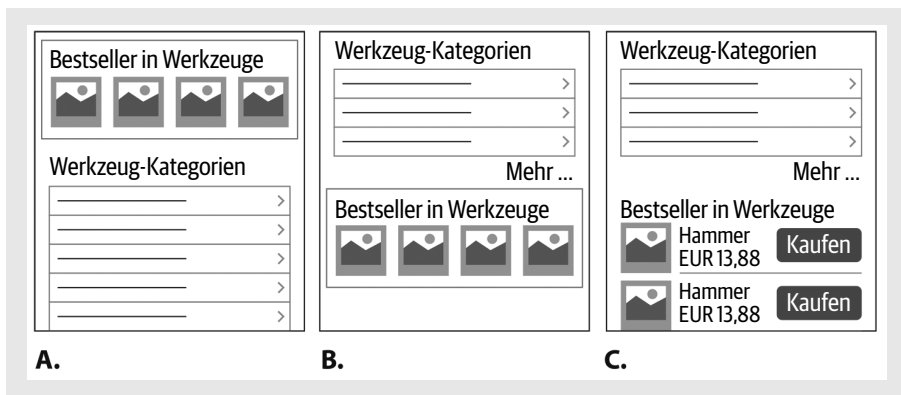 Bestseller in Werkzeuge
Werkzeug-Kategorien
A.
Werkzeug-Kategorien
Mehr ...
Bestseller in Werkzeuge
B.
Werkzeug-Kategorien
Mehr ...
Bestseller in Werkzeuge
Hammer
EUR 13,88
Kaufen
Hammer
EUR 13,88
Kaufen
C.